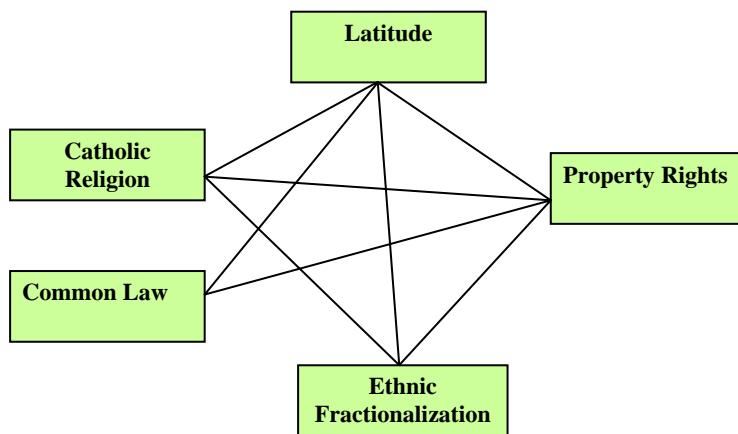 Latitude
Catholic
Religion
Property Rights
Common Law
Ethnic
Fractionalization